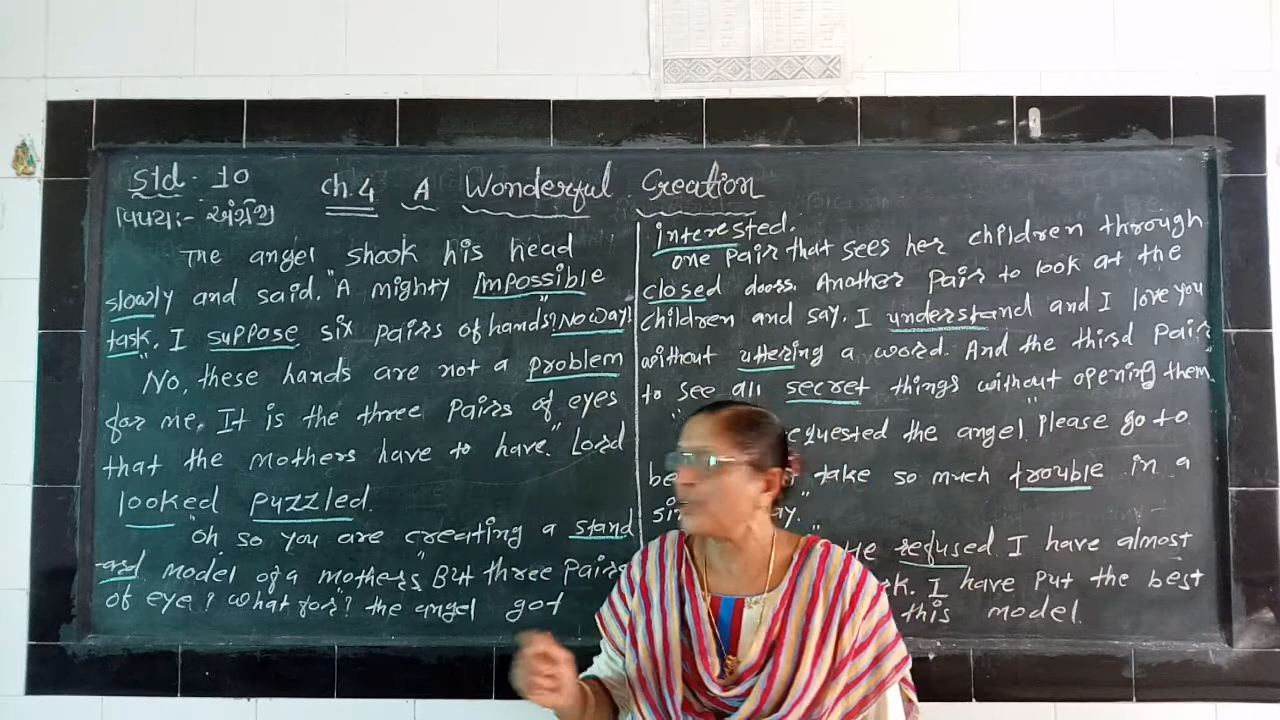 Std. 10
Ch.4 A Wonderful Creation
વિષય:- અંગ્રેજી
The angel shook his head
slowly and said. "A mighty Impossible
task. I suppose six pairs of hands? "No Way!
"No, these hands are not a problem
for me. It is the three pairs of eyes
that the mothers have to have." Lord
looked puzzled.
"Oh so you are creating a stand
-ard model of a mothers" But three pairs
of eye? What for"? the angel got
interested.
one pair that sees her children through
closed doors. Another pair to look at the
children and say, I understand and I love you
without uttering a word. And the third pair
to see all secret things without opening them."
equested the angel "Please go to
be take so much trouble in a
ay."
He refused I have almost
rk. I have put the best
this model.